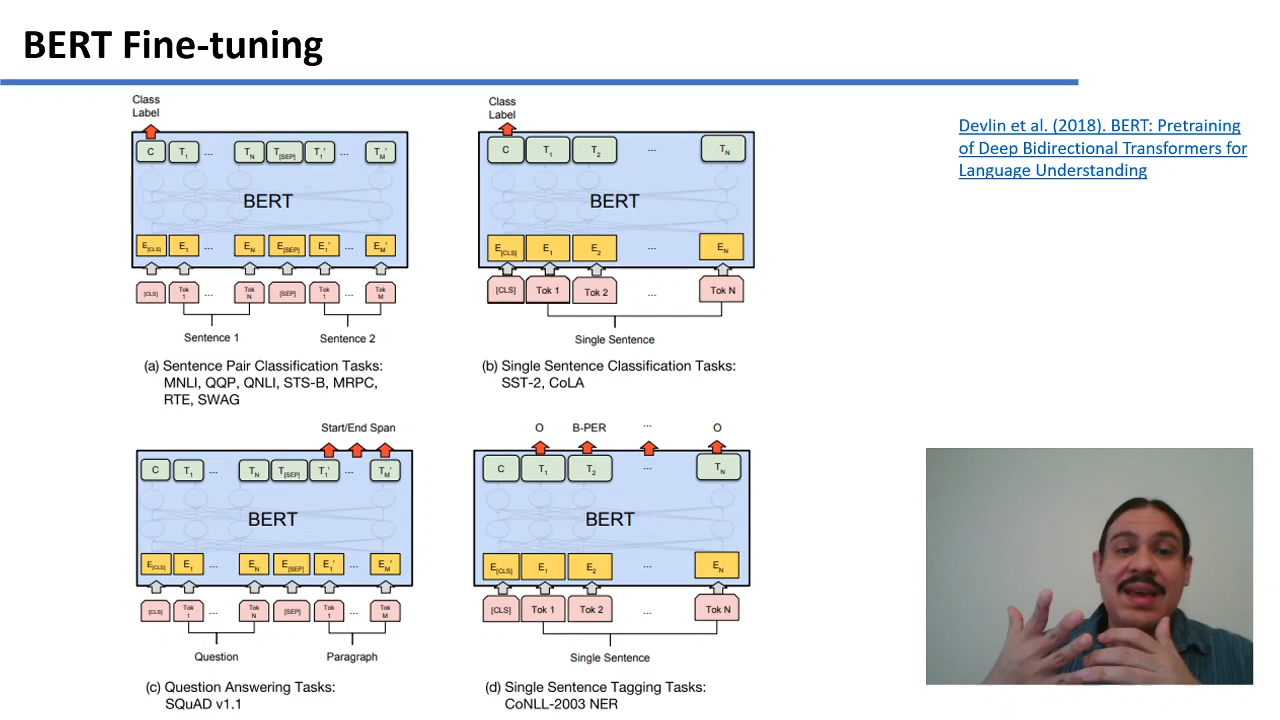 BERT Fine-tuning
Devlin et al. (2018). BERT: Pretraining
of Deep Bidirectional Transformers for
Language Understanding
Class
Label
C T1 ... TN T[SEP] T1' ... TM'
BERT
E[CLS] E1 ... EN E[SEP] E1' ... EM'
[CLS] Tok 1 ... Tok N [SEP] Tok 1 ... Tok M
Sentence 1 Sentence 2
(a) Sentence Pair Classification Tasks:
MNLI, QQP, QNLI, STS-B, MRPC,
RTE, SWAG
Class
Label
C T1 T2 ... TN
BERT
E[CLS] E1 E2 ... EN
[CLS] Tok 1 Tok 2 ... Tok N
Single Sentence
(b) Single Sentence Classification Tasks:
SST-2, CoLA
Start/End Span
C T1 ... TN T[SEP] T1' ... TM'
BERT
E[CLS] E1 ... EN E[SEP] E1' ... EM'
[CLS] Tok 1 ... Tok N [SEP] Tok 1 ... Tok M
Question Paragraph
(c) Question Answering Tasks:
SQuAD v1.1
O B-PER ... O
C T1 T2 ... TN
BERT
E[CLS] E1 E2 ... EN
[CLS] Tok 1 Tok 2 ... Tok N
Single Sentence
(d) Single Sentence Tagging Tasks:
CoNLL-2003 NER